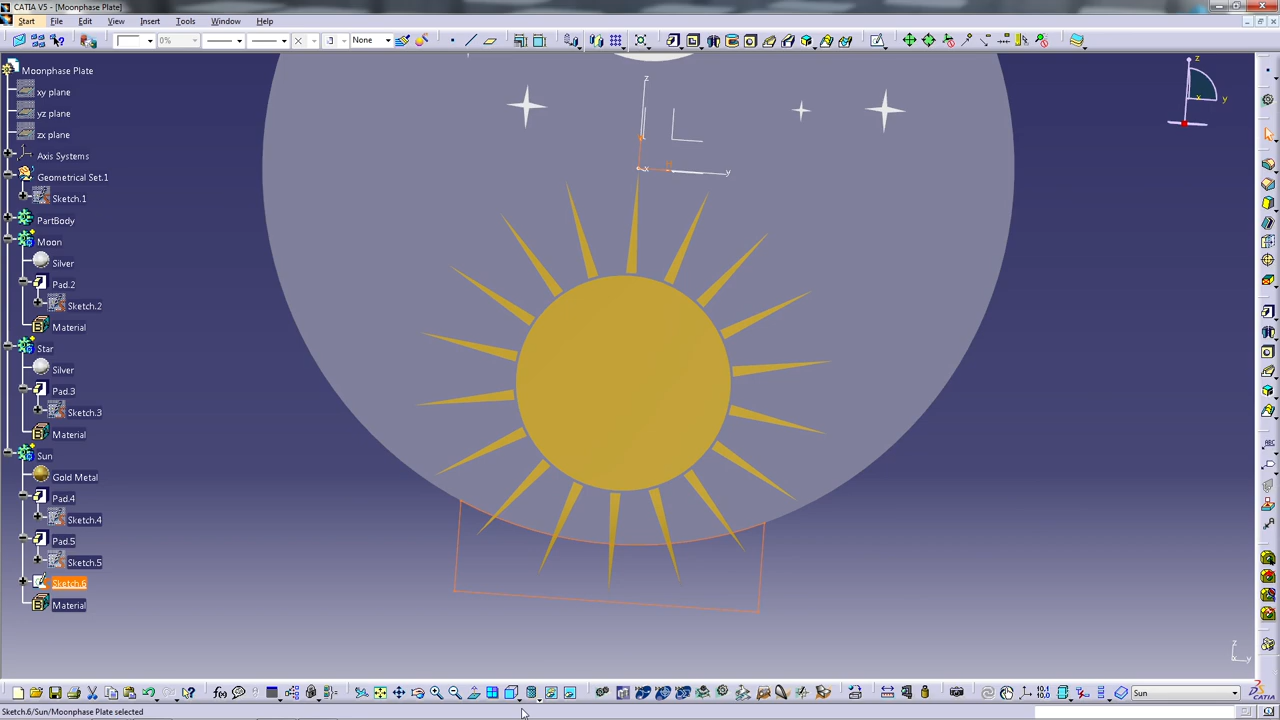 CATIA V5 - [Moonphase Plate]
Start File Edit View Insert Tools Window Help
0% None
Moonphase Plate
xy plane
yz plane
zx plane
Axis Systems
Geometrical Set.1
Sketch.1
PartBody
Moon
Silver
Pad.2
Sketch.2
Material
Star
Silver
Pad.3
Sketch.3
Material
Sun
Gold Metal
Pad.4
Sketch.4
Pad.5
Sketch.5
Sketch.6
Material
z
x
y
H
z
x
y
z
y
Sun
CATIA
Sketch.6/Sun/Moonphase Plate selected